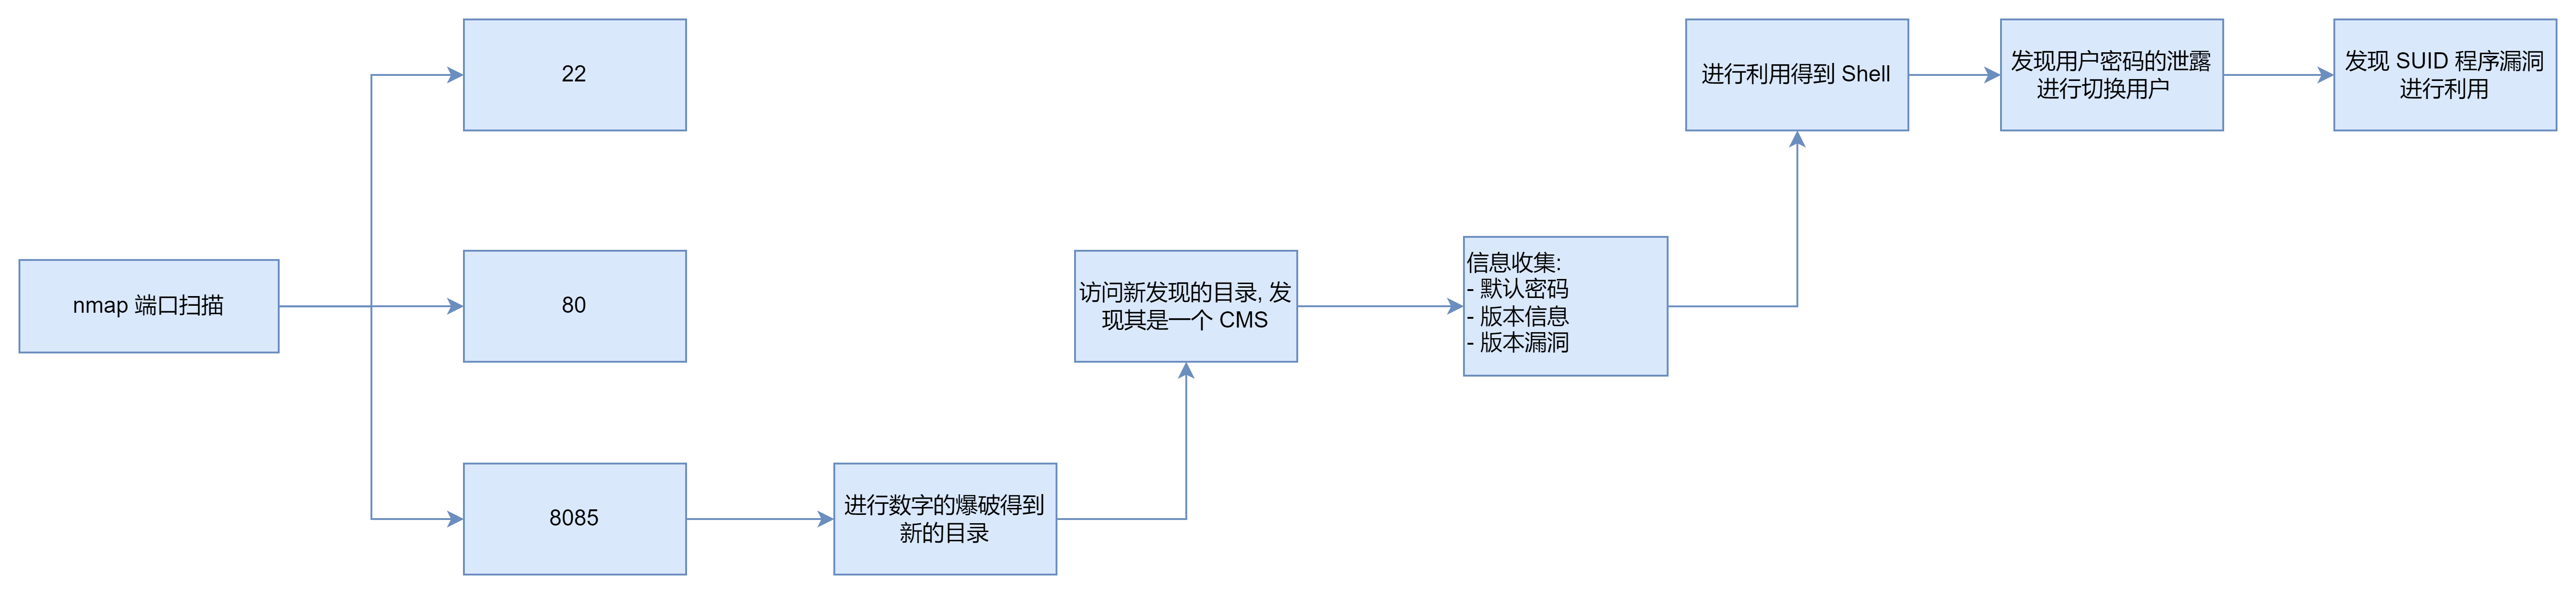 nmap 端口扫描
22
80
8085
进行数字的爆破得到
新的目录
访问新发现的目录, 发
现其是一个 CMS
信息收集:
- 默认密码
- 版本信息
- 版本漏洞
进行利用得到 Shell
发现用户密码的泄露
进行切换用户
发现 SUID 程序漏洞
进行利用